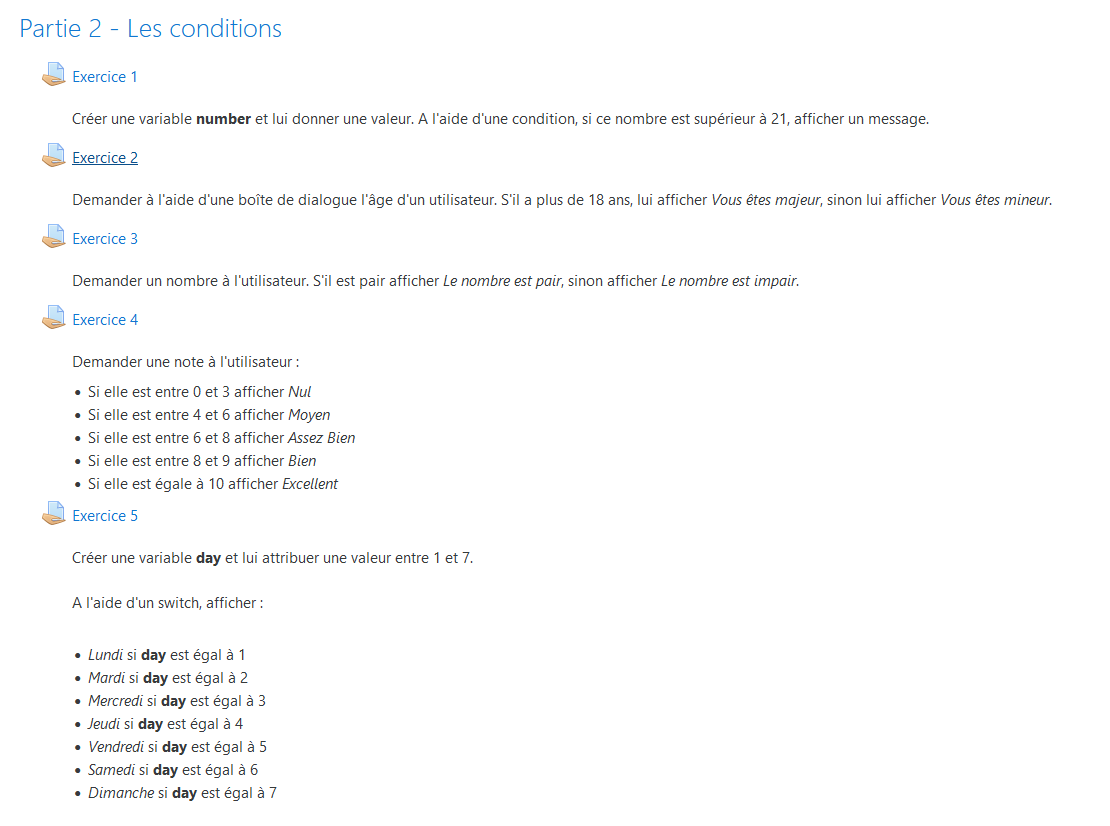 Partie 2 - Les conditions
Exercice 1
Créer une variable number et lui donner une valeur. A l'aide d'une condition, si ce nombre est supérieur à 21, afficher un message.
Exercice 2
Demander à l'aide d'une boîte de dialogue l'âge d'un utilisateur. S'il a plus de 18 ans, lui afficher Vous êtes majeur, sinon lui afficher Vous êtes mineur.
Exercice 3
Demander un nombre à l'utilisateur. S'il est pair afficher Le nombre est pair, sinon afficher Le nombre est impair.
Exercice 4
Demander une note à l'utilisateur :
• Si elle est entre 0 et 3 afficher Nul
• Si elle est entre 4 et 6 afficher Moyen
• Si elle est entre 6 et 8 afficher Assez Bien
• Si elle est entre 8 et 9 afficher Bien
• Si elle est égale à 10 afficher Excellent
Exercice 5
Créer une variable day et lui attribuer une valeur entre 1 et 7.
A l'aide d'un switch, afficher :
• Lundi si day est égal à 1
• Mardi si day est égal à 2
• Mercredi si day est égal à 3
• Jeudi si day est égal à 4
• Vendredi si day est égal à 5
• Samedi si day est égal à 6
• Dimanche si day est égal à 7